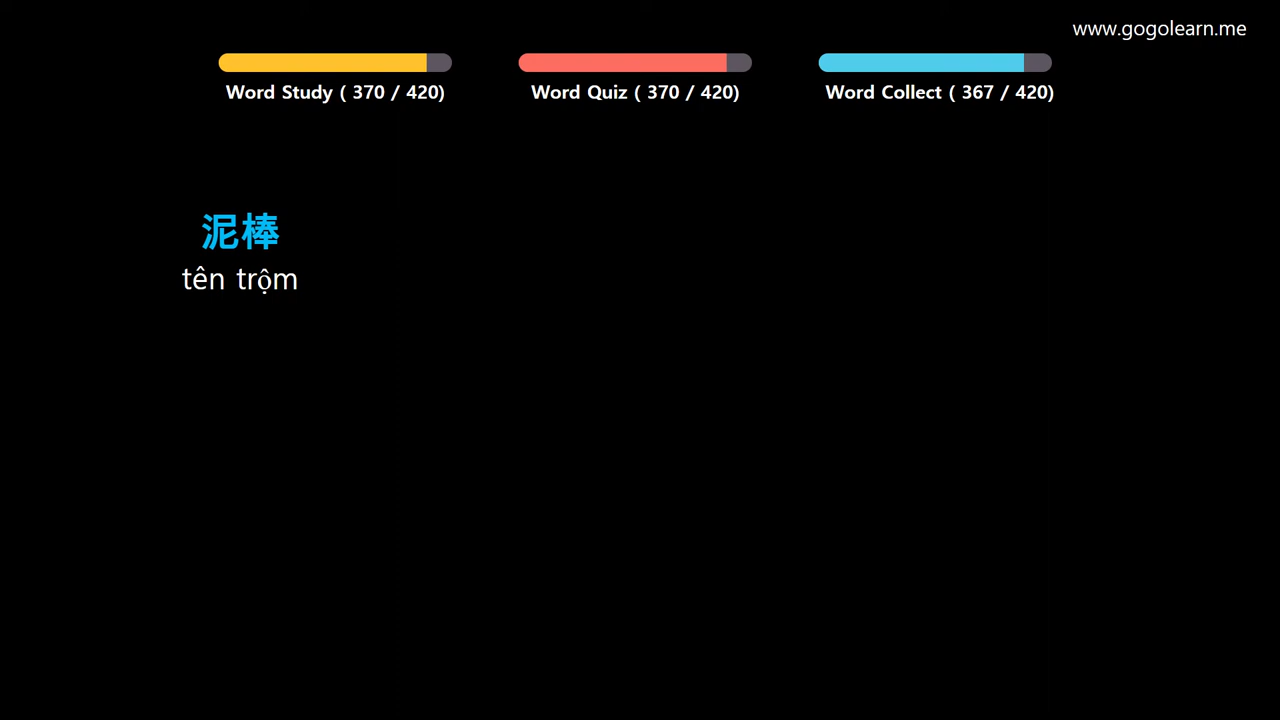 www.gogolearn.me
Word Study ( 370 / 420)
Word Quiz ( 370 / 420)
Word Collect ( 367 / 420)
泥棒
tên trộm